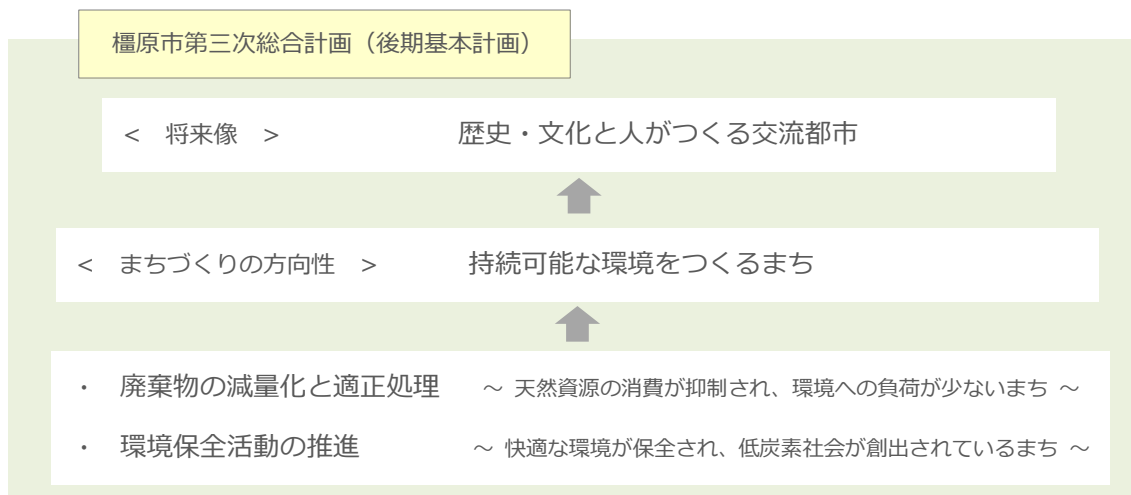 橿原市第三次総合計画（後期基本計画）
< 将来像 > 歴史・文化と人がつくる交流都市
< まちづくりの方向性 > 持続可能な環境をつくるまち
・ 廃棄物の減量化と適正処理 ～ 天然資源の消費が抑制され、環境への負荷が少ないまち ～
・ 環境保全活動の推進 ～ 快適な環境が保全され、低炭素社会が創出されているまち ～